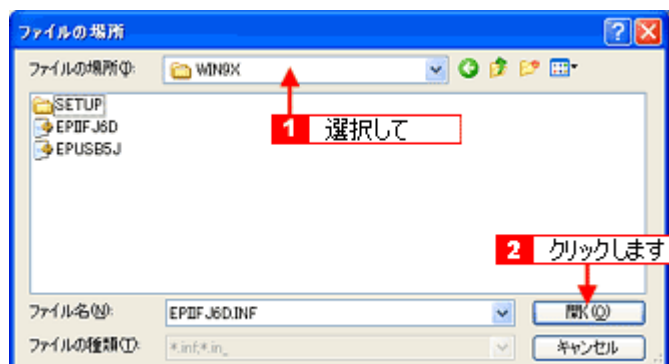 ファイルの場所
ファイルの場所(I):
WIN9X
SETUP
EPIIFJ6D
EPUSB5J
1 選択して
2 クリックします
ファイル名(N):
EPIIFJ6D.INF
開く(O)
ファイルの種類(T):
*.inf;*.in_
キャンセル